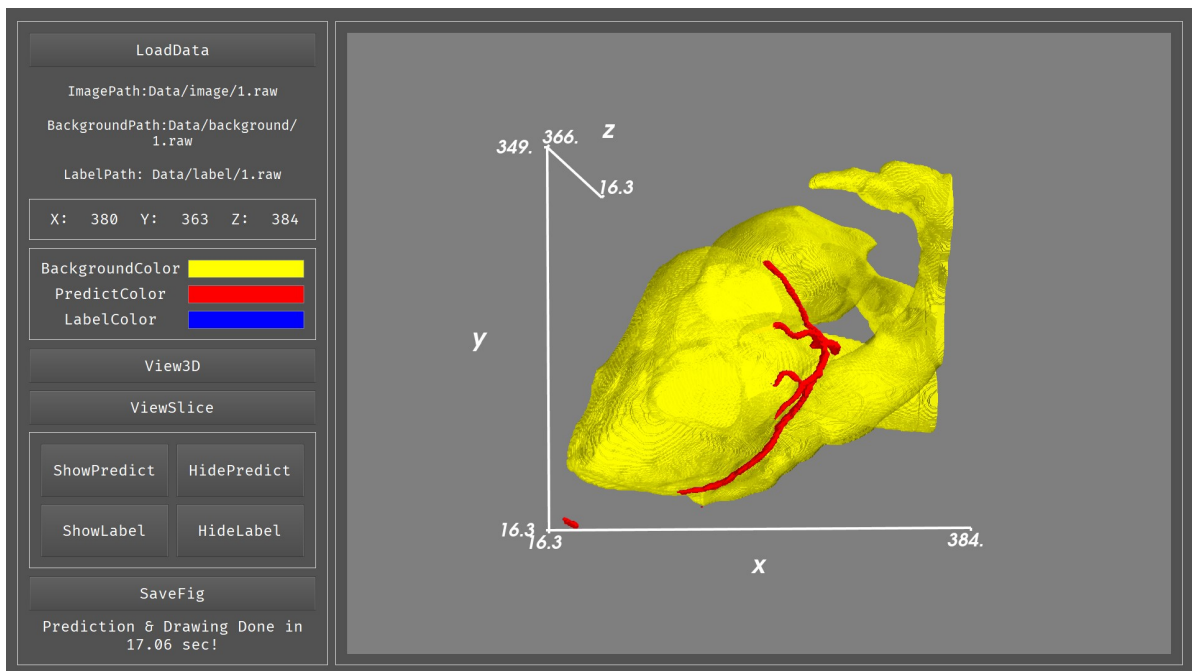 LoadData
ImagePath:Data/image/1.raw
BackgroundPath:Data/background/
1.raw
LabelPath: Data/label/1.raw
X: 380 Y: 363 Z: 384
BackgroundColor
PredictColor
LabelColor
View3D
ViewSlice
ShowPredict HidePredict
ShowLabel HideLabel
SaveFig
Prediction & Drawing Done in
17.06 sec!
349. 366. z
16.3
y
16.3
16.3 384.
x